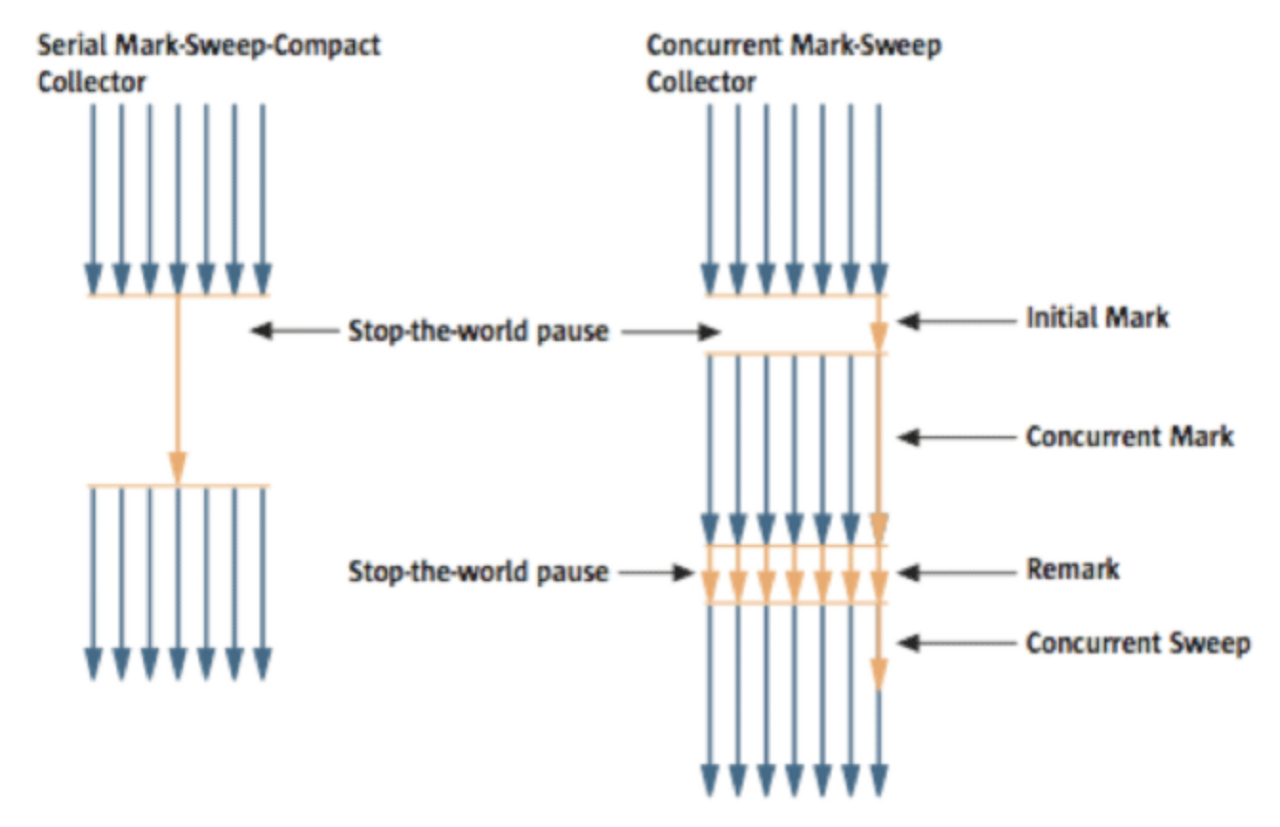 Serial Mark-Sweep-Compact
Collector
Concurrent Mark-Sweep
Collector
Stop-the-world pause
Initial Mark
Concurrent Mark
Stop-the-world pause
Remark
Concurrent Sweep